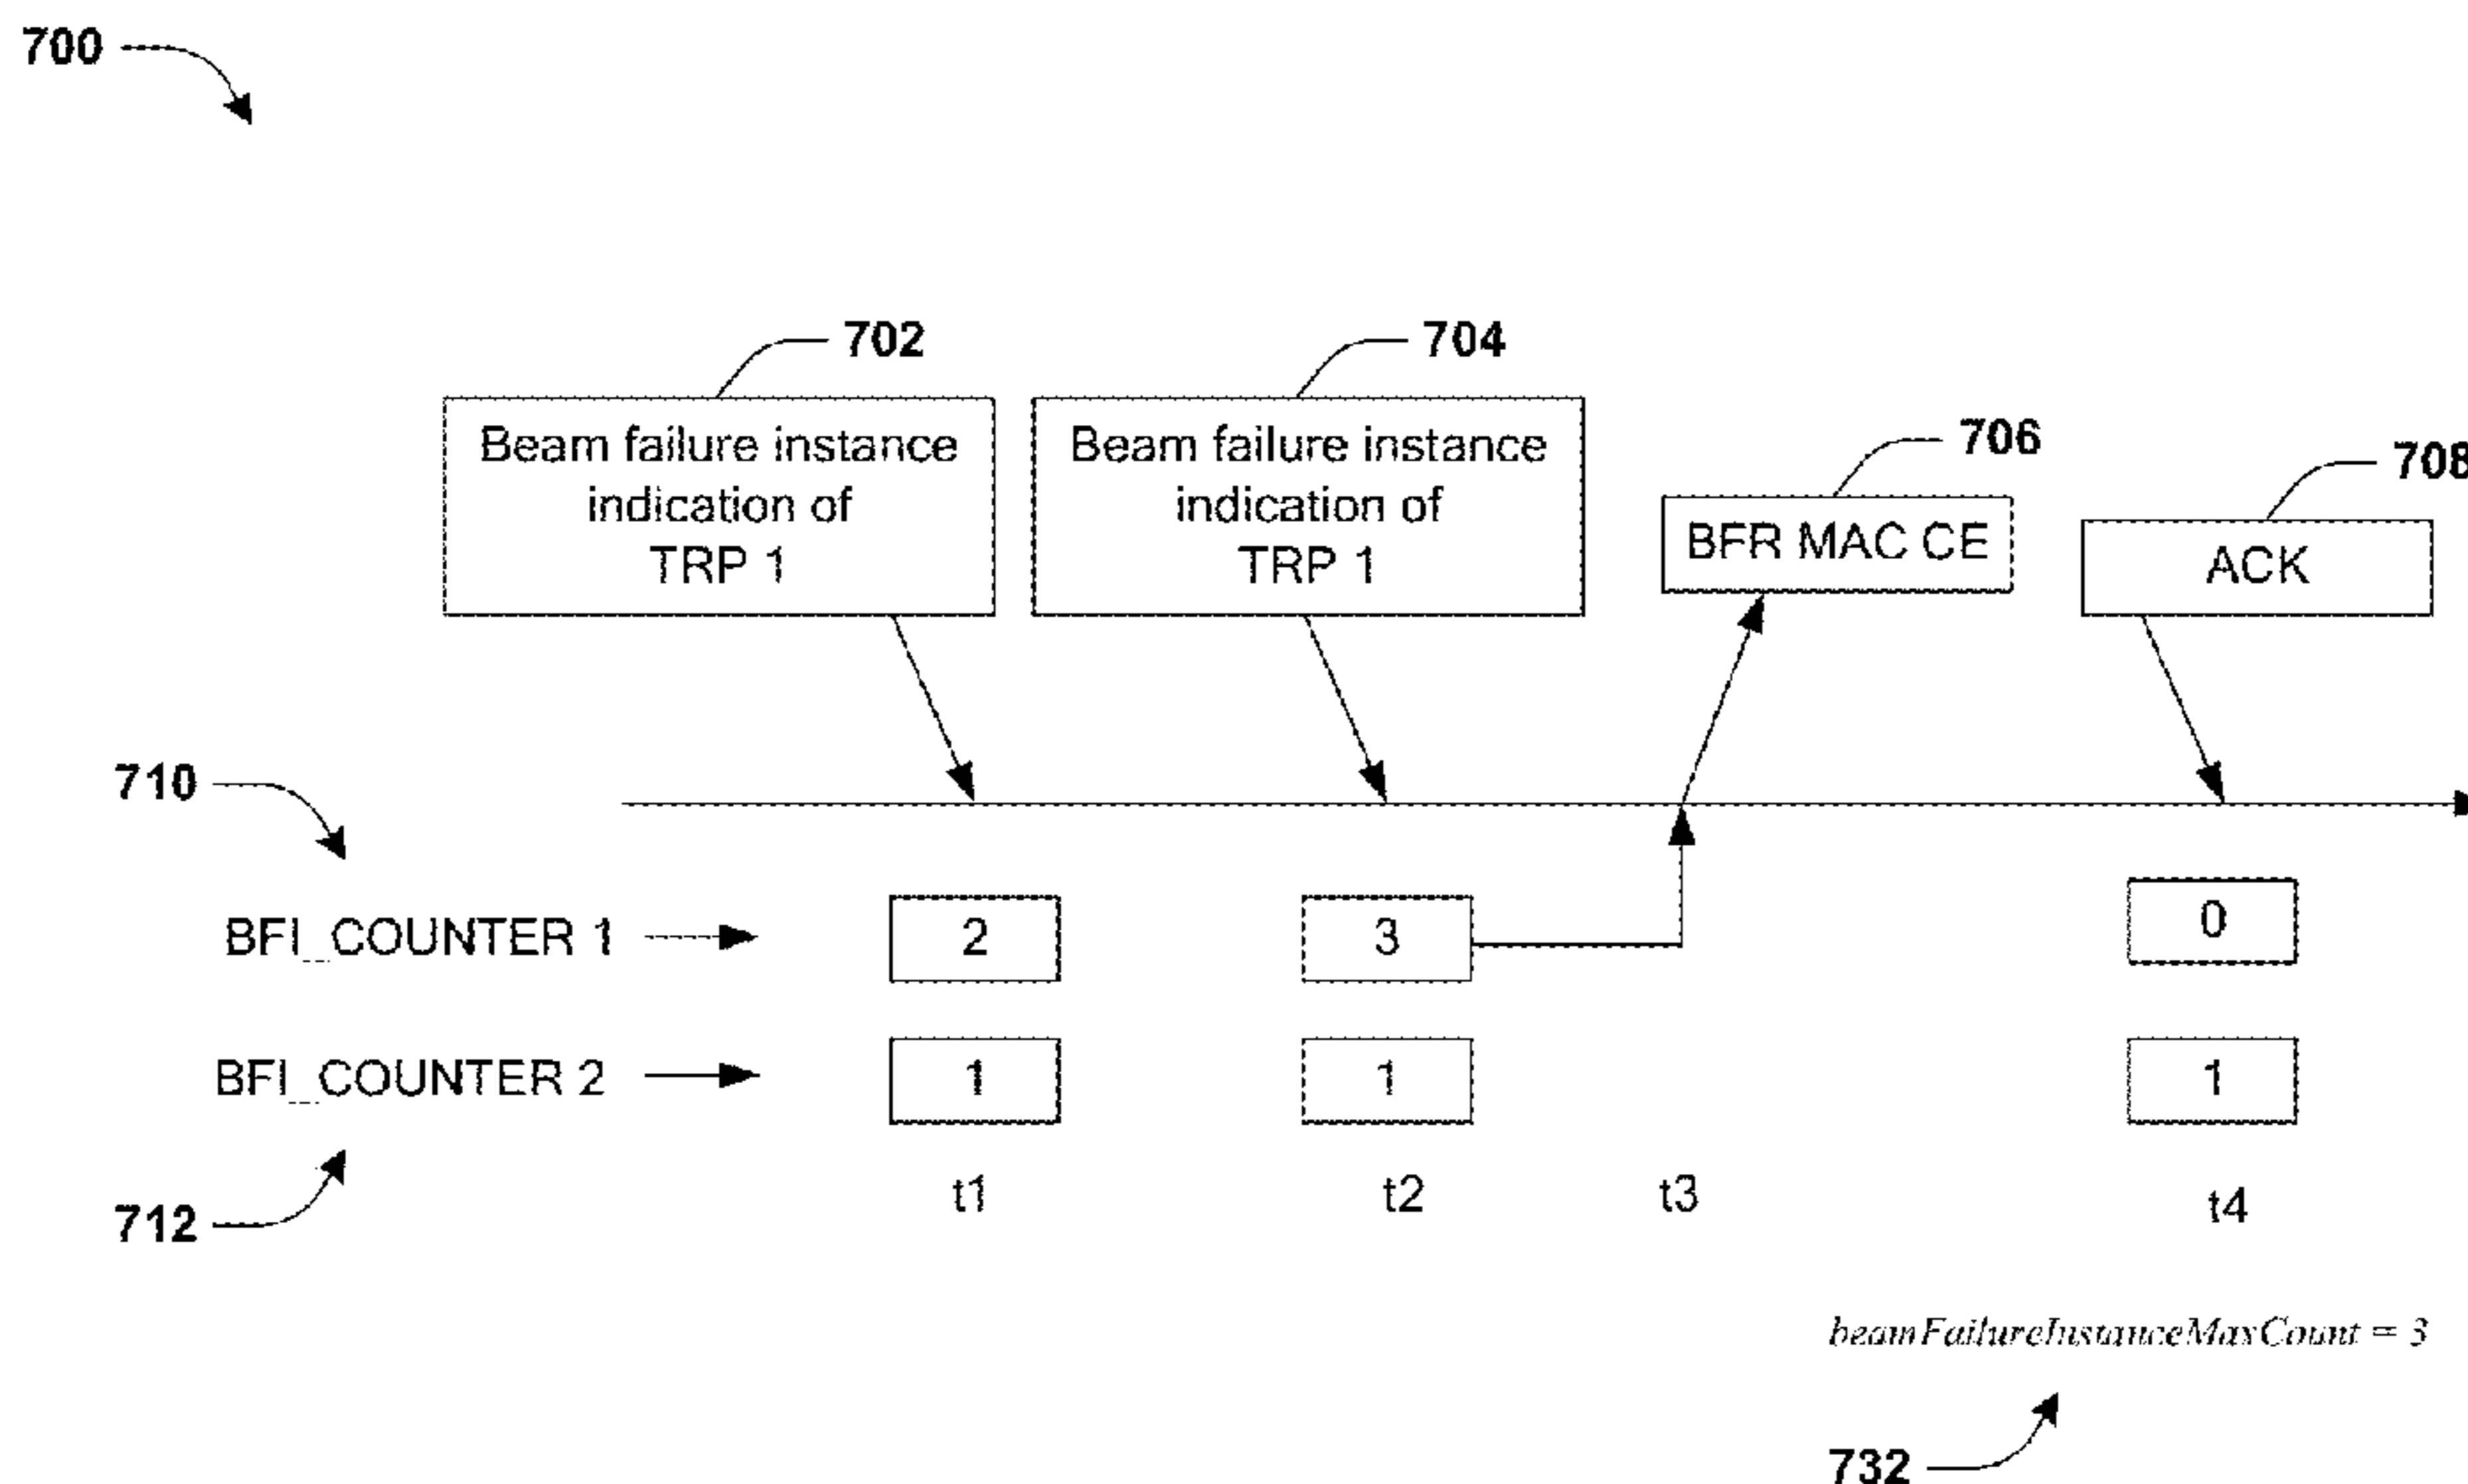 700
702
704
Beam failure instance
indication of
TRP 1
Beam failure instance
indication of
TRP 1
706
708
BFR MAC CE
ACK
710
BFI_COUNTER 1
2
3
0
BFI_COUNTER 2
1
1
1
t1
t2
t3
t4
712
beamFailureInstanceMaxCount = 3
732